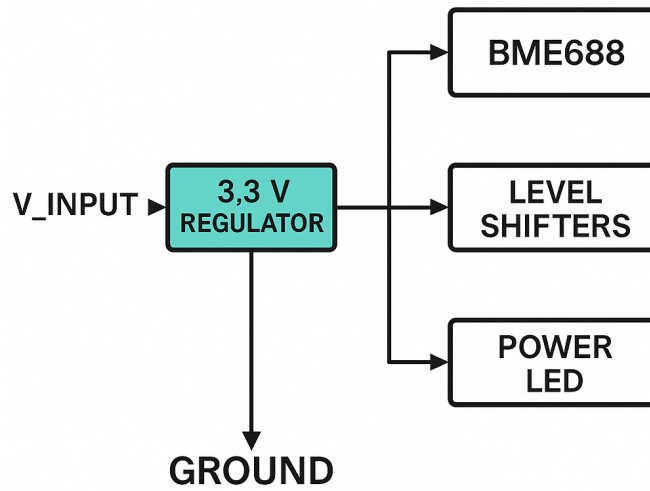 BME688
V_INPUT
3,3 V
REGULATOR
LEVEL
SHIFTERS
POWER
LED
GROUND